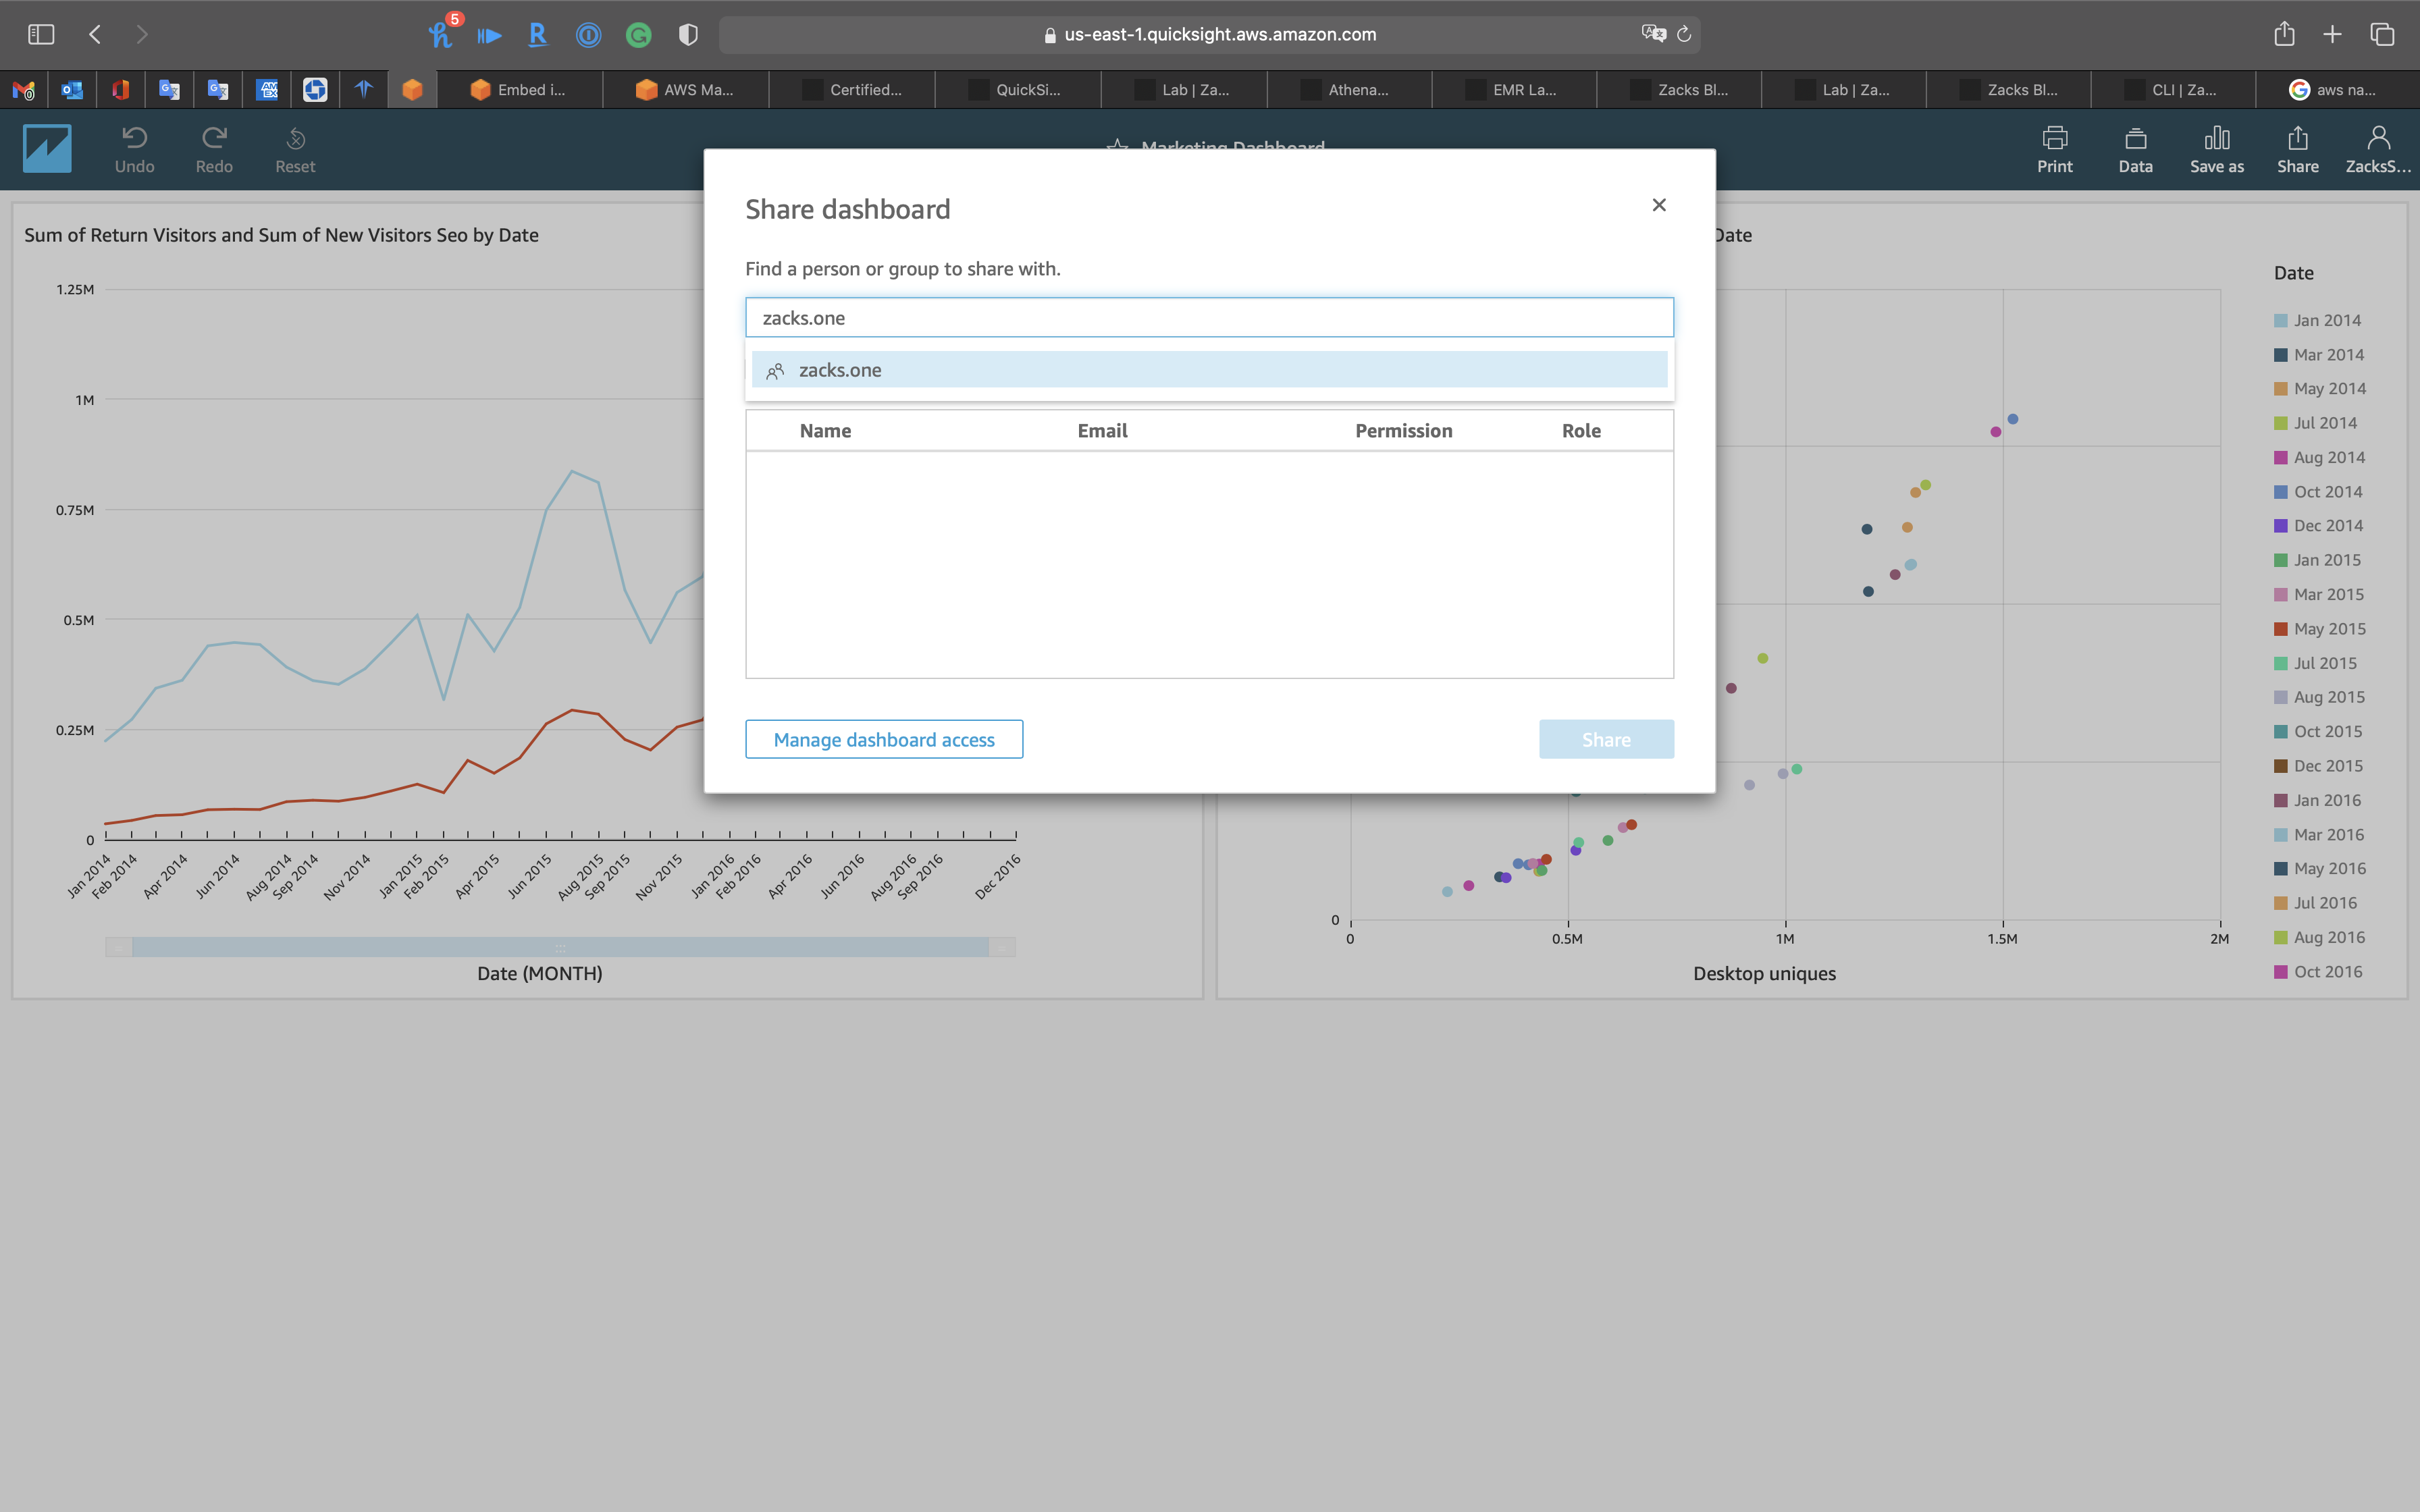 5
us-east-1.quicksight.aws.amazon.com
Embed i...
AWS Ma...
Certified...
QuickSi...
Lab | Za...
Athena...
EMR La...
Zacks Bl...
Lab | Za...
Zacks Bl...
CLI | Za...
aws na...
Undo
Redo
Reset
Marketing Dashboard
Print
Data
Save as
Share
ZacksS...
Sum of Return Visitors and Sum of New Visitors Seo by Date
1.25M
1M
0.75M
0.5M
0.25M
0
Jan 2014
Feb 2014
Apr 2014
Jun 2014
Aug 2014
Sep 2014
Nov 2014
Jan 2015
Feb 2015
Apr 2015
Jun 2015
Aug 2015
Sep 2015
Nov 2015
Jan 2016
Feb 2016
Apr 2016
Jun 2016
Aug 2016
Sep 2016
Dec 2016
Date (MONTH)
Share dashboard
Find a person or group to share with.
zacks.one
zacks.one
Name Email Permission Role
Manage dashboard access
Share
Date
0
0
0.5M
1M
1.5M
2M
Desktop uniques
Date
Jan 2014
Mar 2014
May 2014
Jul 2014
Aug 2014
Oct 2014
Dec 2014
Jan 2015
Mar 2015
May 2015
Jul 2015
Aug 2015
Oct 2015
Dec 2015
Jan 2016
Mar 2016
May 2016
Jul 2016
Aug 2016
Oct 2016